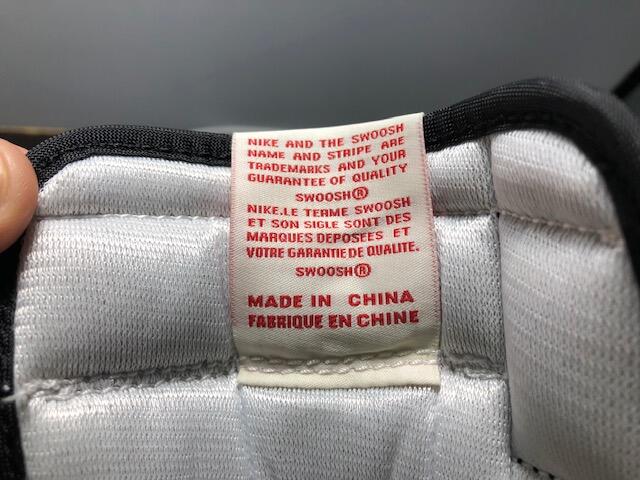 NIKE AND THE SWOOSH
NAME AND STRIPE ARE
TRADEMARKS AND YOUR
GUARANTEE OF QUALITY
SWOOSH®
NIKE.LE TERME SWOOSH
ET SON SIGLE SONT DES
MARQUES DEPOSEES ET
VOTRE GARANTIE DE QUALITE.
SWOOSH®
MADE IN CHINA
FABRIQUE EN CHINE